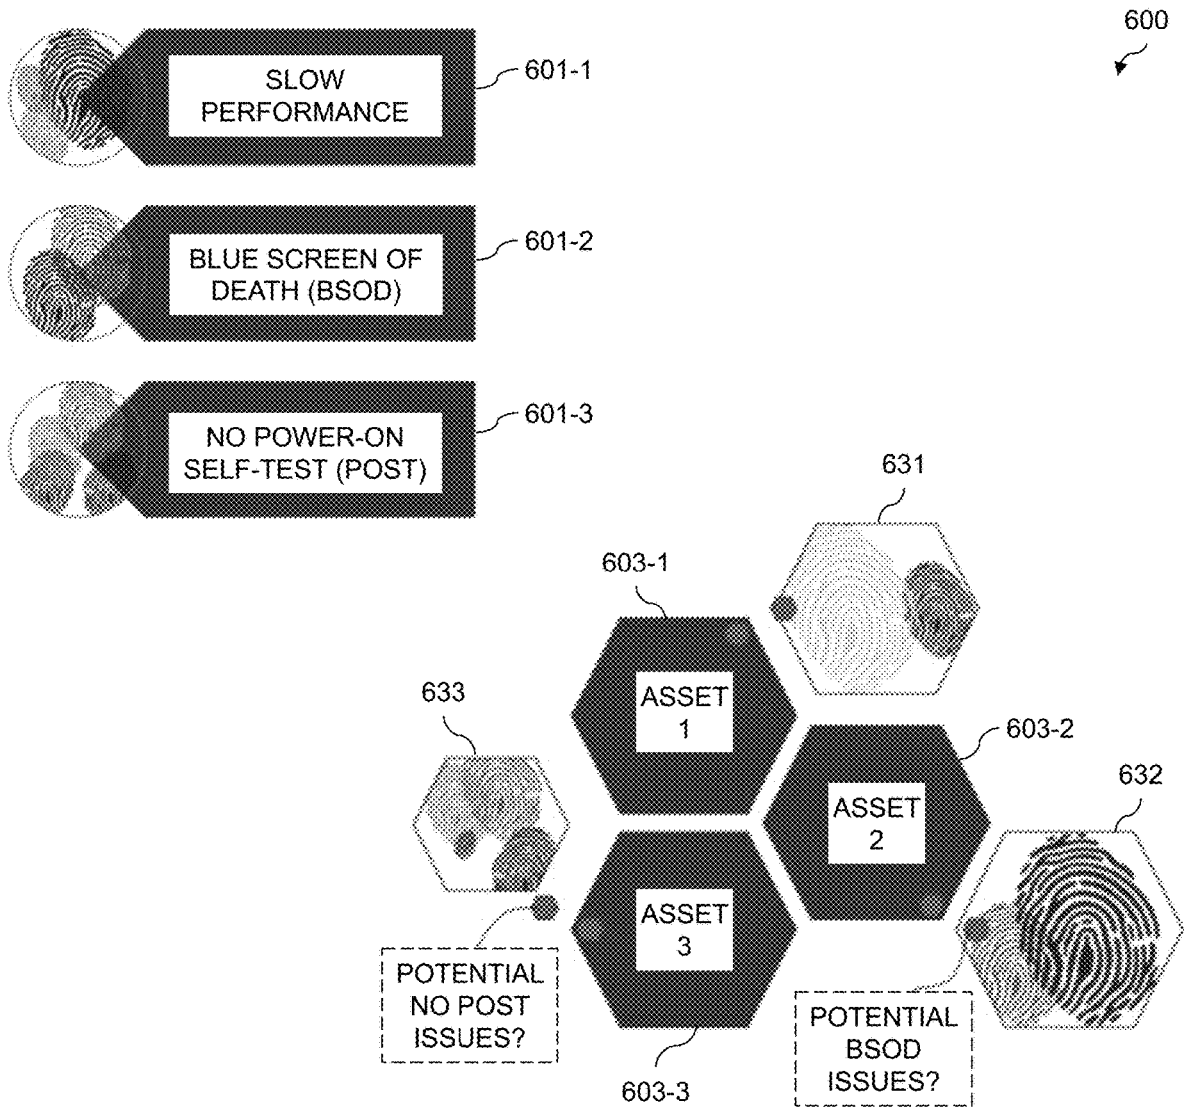 600
SLOW
PERFORMANCE
601-1
BLUE SCREEN OF
DEATH (BSOD)
601-2
NO POWER-ON
SELF-TEST (POST)
601-3
631
603-1
ASSET
1
633
603-2
ASSET
2
632
ASSET
3
POTENTIAL
NO POST
ISSUES?
POTENTIAL
BSOD
ISSUES?
603-3